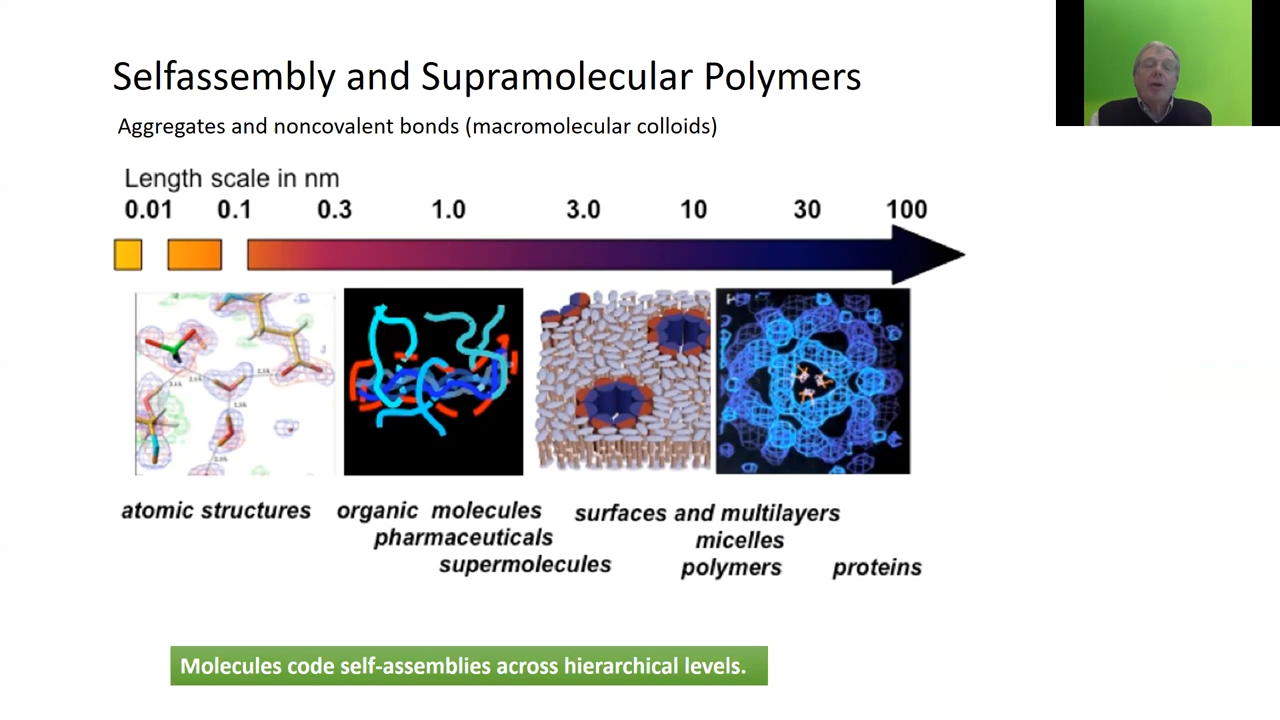 Selfassembly and Supramolecular Polymers
Aggregates and noncovalent bonds (macromolecular colloids)
Length scale in nm
0.01 0.1 0.3 1.0 3.0 10 30 100
atomic structures organic molecules surfaces and multilayers
pharmaceuticals micelles
supermolecules polymers proteins
Molecules code self-assemblies across hierarchical levels.